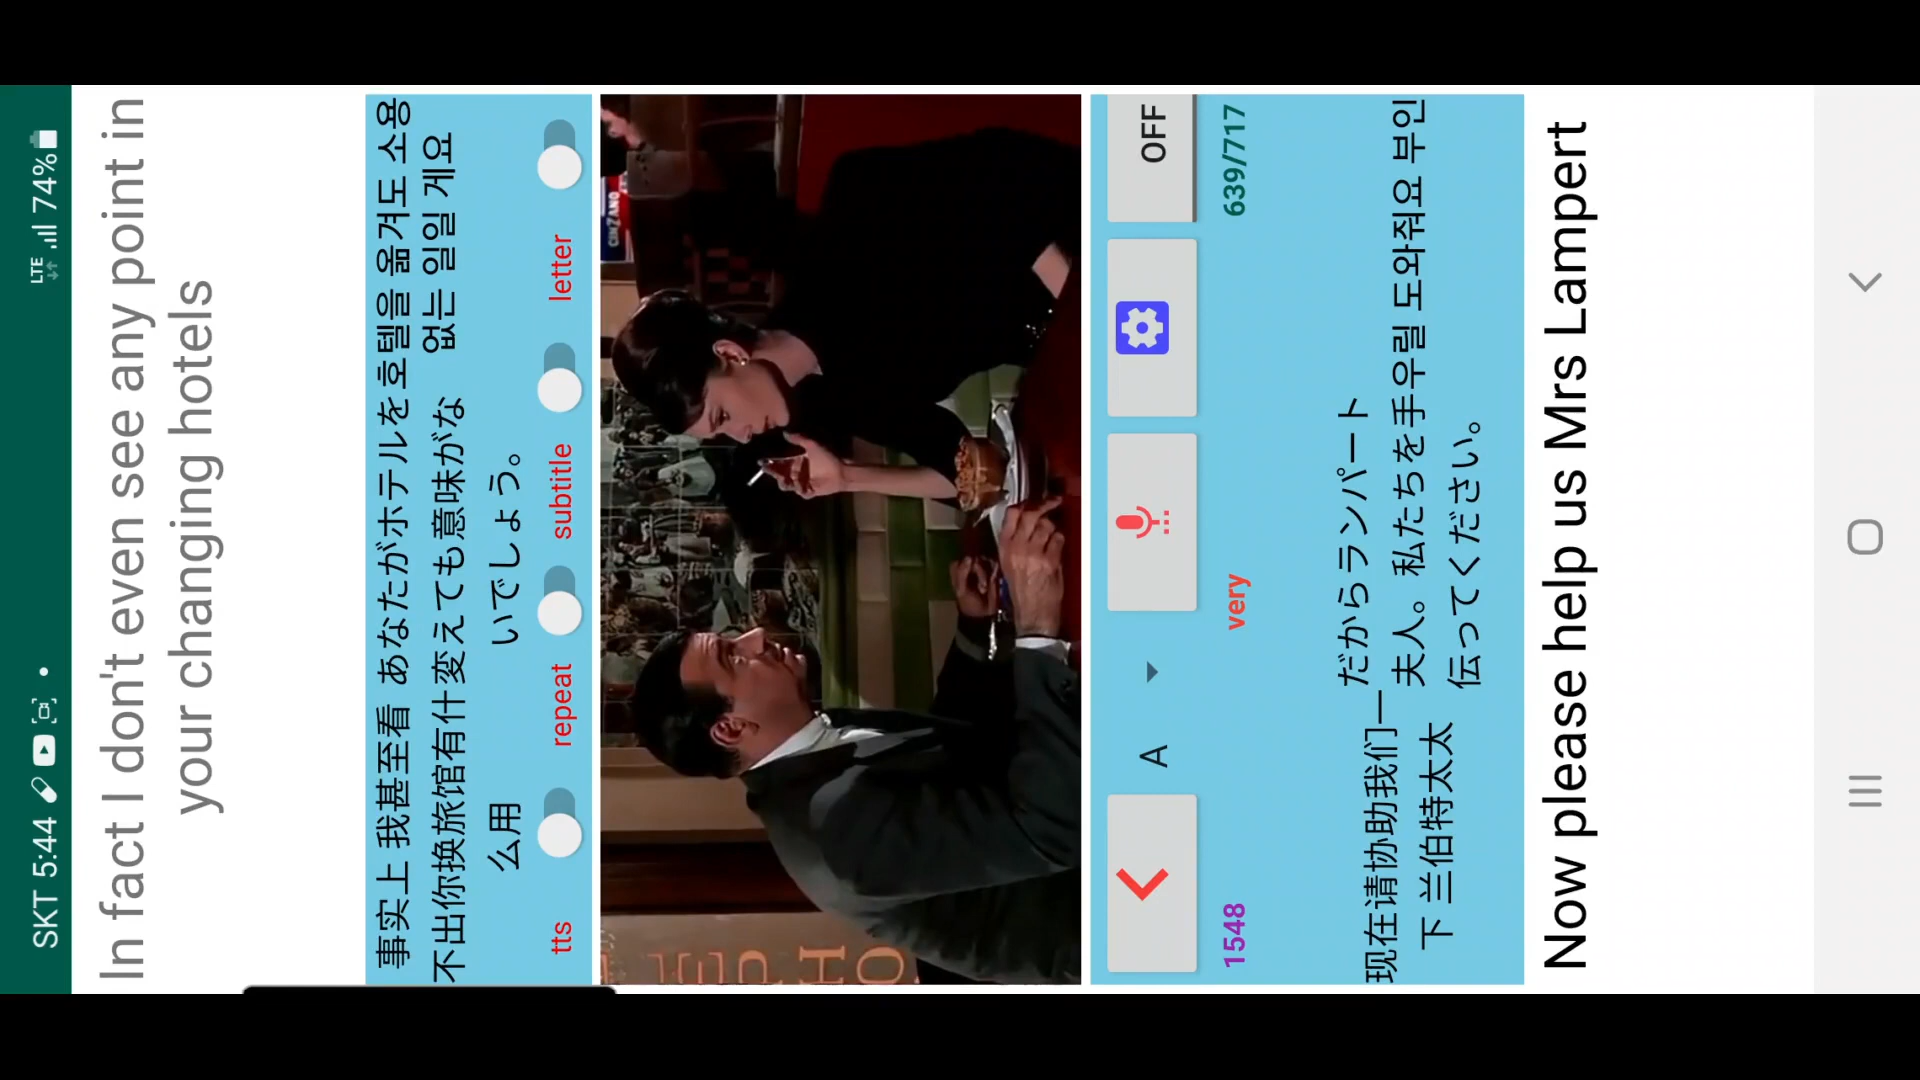 SKT 5:44
LTE 74%
In fact I don't even see any point in
your changing hotels
事实上 我甚至看
不出你换旅馆有什
么用
あなたがホテルを
変えても意味がな
いでしょう。
호텔을 옮겨도 소용
없는 일일 게요
tts repeat subtitle letter
CINZANO
A OFF
1548 very 639/717
现在请协助我们一
下 兰伯特太太
だからランパート
夫人。私たちを手
伝ってください。
우릴 도와줘요 부인
Now please help us Mrs Lampert